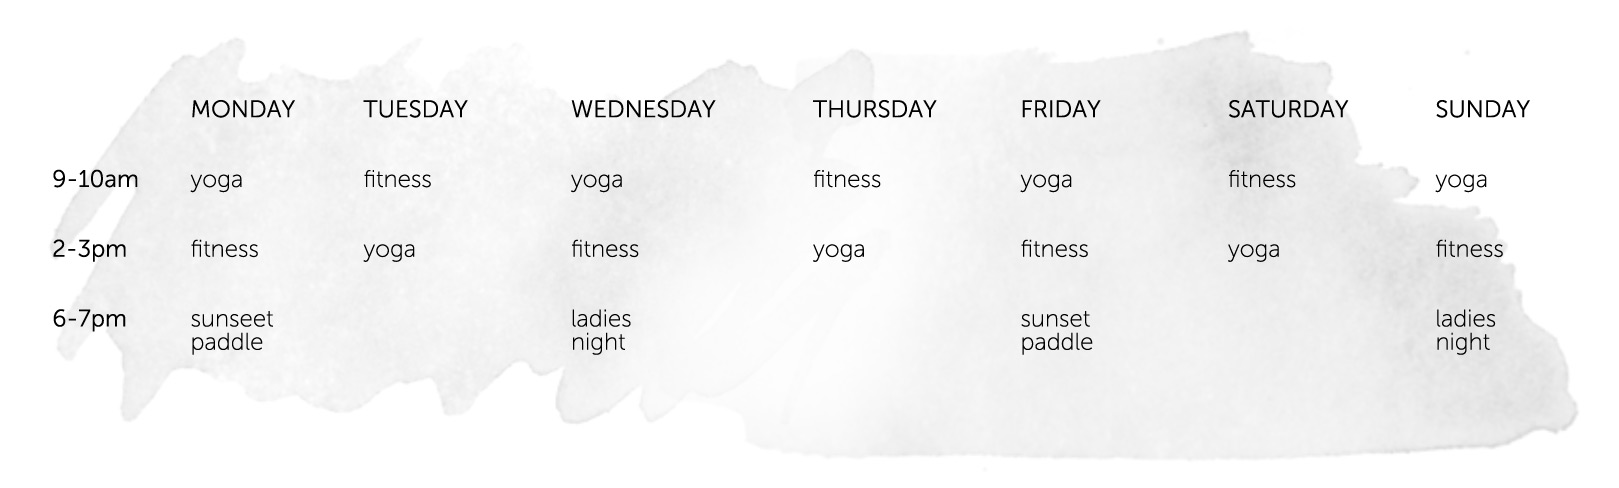 MONDAY TUESDAY WEDNESDAY THURSDAY FRIDAY SATURDAY SUNDAY
9-10am yoga fitness yoga fitness yoga fitness yoga
2-3pm fitness yoga fitness yoga fitness yoga fitness
6-7pm sunseet ladies sunset ladies
paddle night paddle night